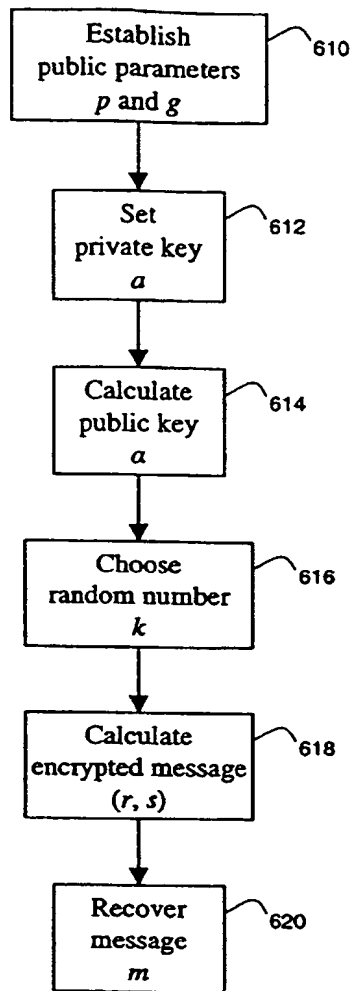 Establish
public parameters
p and g
610
Set
private key
a
612
Calculate
public key
a
614
Choose
random number
k
616
Calculate
encrypted message
(r, s)
618
Recover
message
m
620